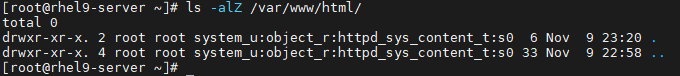 [root@rhel9-server ~]# ls -alZ /var/www/html/
total 0
drwxr-xr-x. 2 root root system_u:object_r:httpd_sys_content_t:s0  6 Nov  9 23:20 .
drwxr-xr-x. 4 root root system_u:object_r:httpd_sys_content_t:s0 33 Nov  9 22:58 ..
[root@rhel9-server ~]#